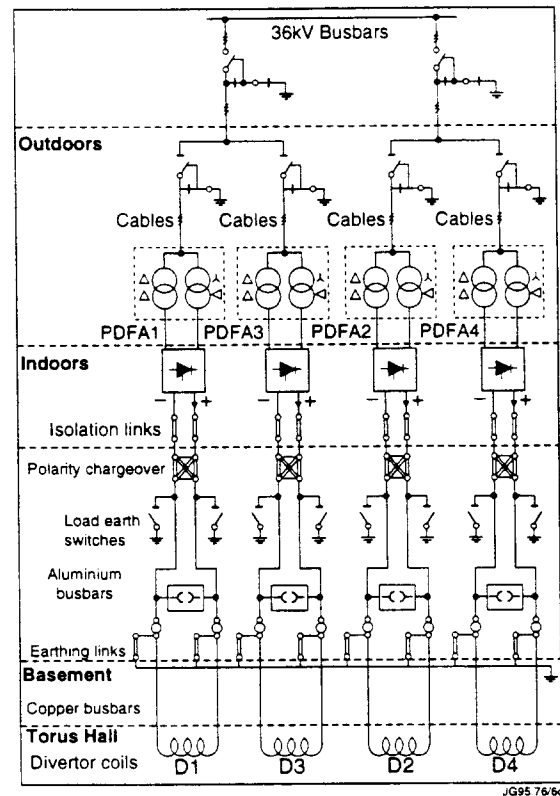 36kV Busbars
Outdoors
Cables Cables Cables Cables
PDFA1 PDFA3 PDFA2 PDFA4
Indoors
− + − + − + − +
Isolation links
Polarity chargeover
Load earth
switches
Aluminium
busbars
Earthing links
Basement
Copper busbars
Torus Hall
Divertor coils
D1 D3 D2 D4